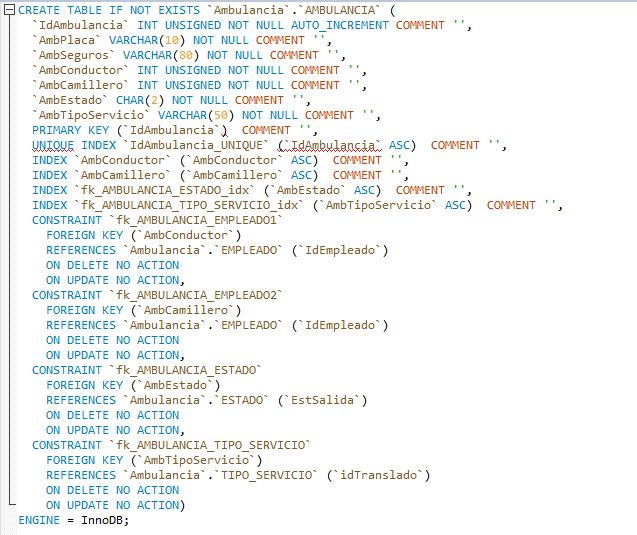 CREATE TABLE IF NOT EXISTS `Ambulancia`.`AMBULANCIA` (
`IdAmbulancia` INT UNSIGNED NOT NULL AUTO_INCREMENT COMMENT '',
`AmbPlaca` VARCHAR(10) NOT NULL COMMENT '',
`AmbSeguros` VARCHAR(80) NOT NULL COMMENT '',
`AmbConductor` INT UNSIGNED NOT NULL COMMENT '',
`AmbCamillero` INT UNSIGNED NOT NULL COMMENT '',
`AmbEstado` CHAR(2) NOT NULL COMMENT '',
`AmbTipoServicio` VARCHAR(50) NOT NULL COMMENT '',
PRIMARY KEY (`IdAmbulancia`)  COMMENT '',
UNIQUE INDEX `IdAmbulancia_UNIQUE` (`IdAmbulancia` ASC)  COMMENT '',
INDEX `AmbConductor` (`AmbConductor` ASC)  COMMENT '',
INDEX `AmbCamillero` (`AmbCamillero` ASC)  COMMENT '',
INDEX `fk_AMBULANCIA_ESTADO_idx` (`AmbEstado` ASC)  COMMENT '',
INDEX `fk_AMBULANCIA_TIPO_SERVICIO_idx` (`AmbTipoServicio` ASC)  COMMENT '',
CONSTRAINT `fk_AMBULANCIA_EMPLEADO1`
FOREIGN KEY (`AmbConductor`)
REFERENCES `Ambulancia`.`EMPLEADO` (`IdEmpleado`)
ON DELETE NO ACTION
ON UPDATE NO ACTION,
CONSTRAINT `fk_AMBULANCIA_EMPLEADO2`
FOREIGN KEY (`AmbCamillero`)
REFERENCES `Ambulancia`.`EMPLEADO` (`IdEmpleado`)
ON DELETE NO ACTION
ON UPDATE NO ACTION,
CONSTRAINT `fk_AMBULANCIA_ESTADO`
FOREIGN KEY (`AmbEstado`)
REFERENCES `Ambulancia`.`ESTADO` (`EstSalida`)
ON DELETE NO ACTION
ON UPDATE NO ACTION,
CONSTRAINT `fk_AMBULANCIA_TIPO_SERVICIO`
FOREIGN KEY (`AmbTipoServicio`)
REFERENCES `Ambulancia`.`TIPO_SERVICIO` (`idTranslado`)
ON DELETE NO ACTION
ON UPDATE NO ACTION)
ENGINE = InnoDB;